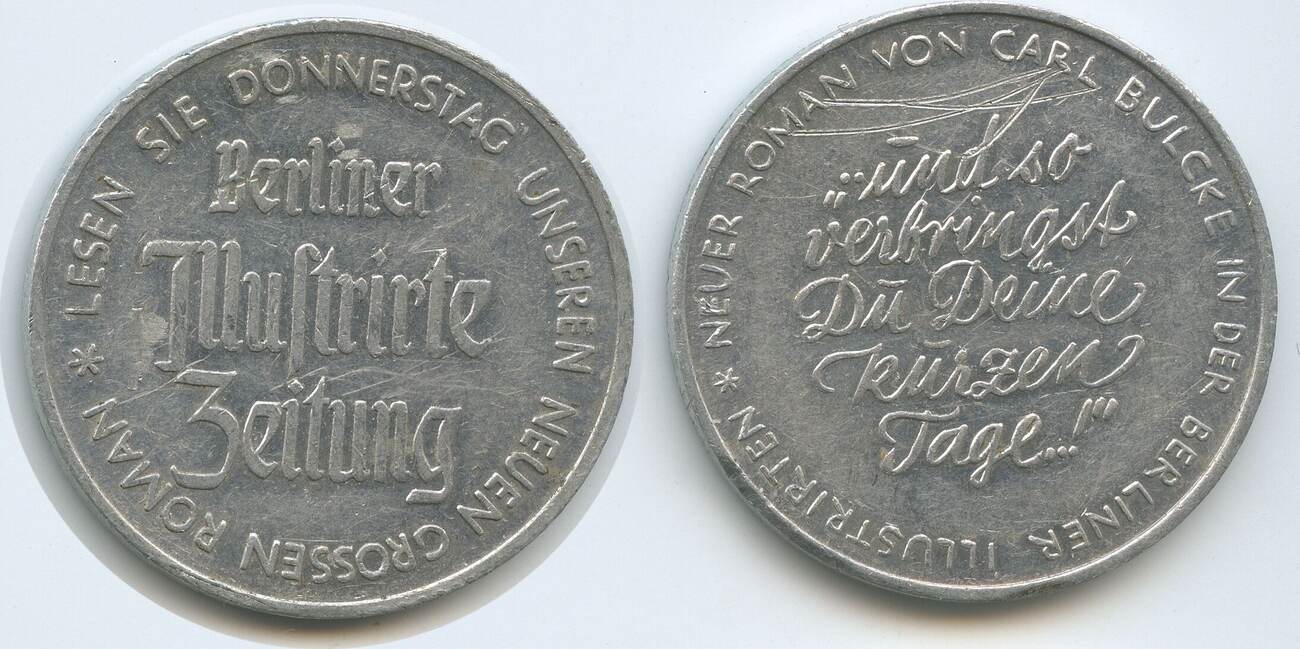 * LESEN SIE DONNERSTAG UNSEREN NEUEN GROSSEN ROMAN
Berliner
Illustrirte
Zeitung
* NEUER ROMAN VON CARL BULCKE IN DER BERLINER ILLUSTRIRTEN
„...und so
verbringst
Du Deine
kurzen
Tage...!"